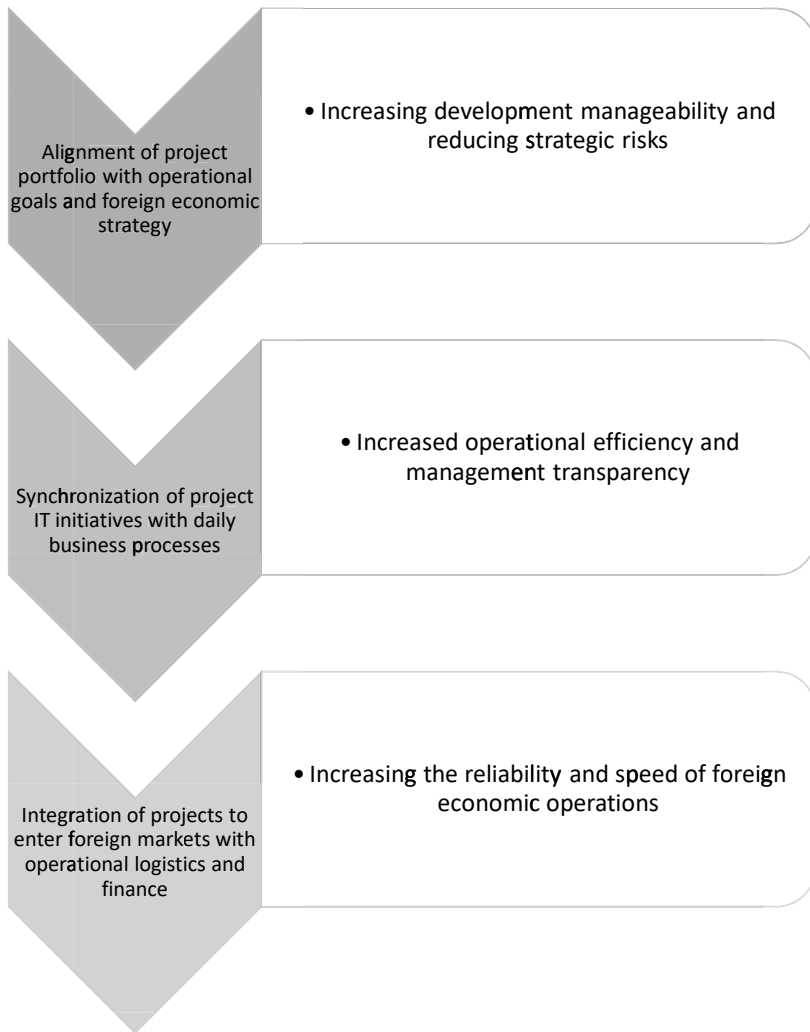 Alignment of project
portfolio with operational
goals and foreign economic
strategy
• Increasing development manageability and
reducing strategic risks
Synchronization of project
IT initiatives with daily
business processes
• Increased operational efficiency and
management transparency
Integration of projects to
enter foreign markets with
operational logistics and
finance
• Increasing the reliability and speed of foreign
economic operations